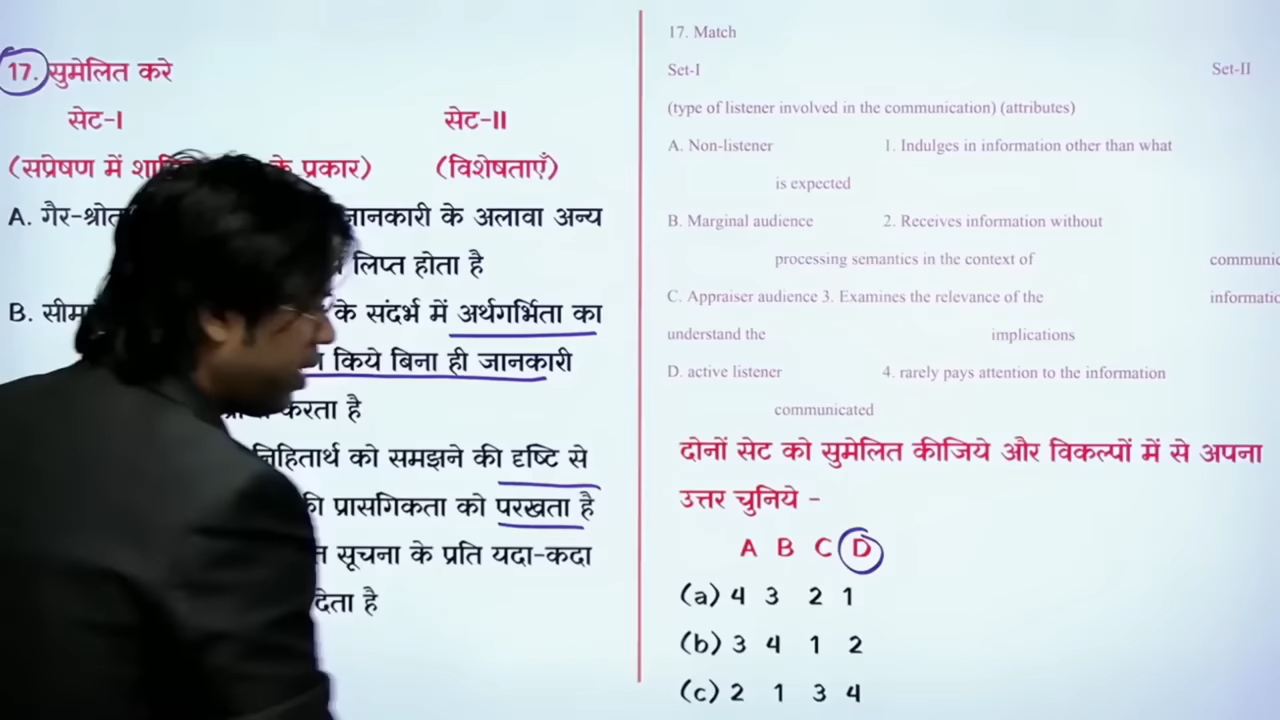 17. सुमेलित करे
सेट-I सेट-II
(संप्रेषण में के प्रकार) (विशेषताएँ)
A. जानकारी के अलावा अन्य
लिप्त होता है
B. के संदर्भ में अर्थगर्भिता का
किये बिना ही जानकारी
करता है
निहितार्थ को समझने की दृष्टि से
की प्रासगिकता को परखता है
सूचना के प्रति यदा-कदा
देता है
17. Match
Set-I Set-II
(type of listener involved in the communication) (attributes)
A. Non-listener 1. Indulges in information other than what
is expected
B. Marginal audience 2. Receives information without
processing semantics in the context of
C. Appraiser audience 3. Examines the relevance of the
understand the implications
D. active listener 4. rarely pays attention to the information
communicated
दोनों सेट को सुमेलित कीजिये और विकल्पों में से अपना
उत्तर चुनिये -
A B C D
(a) 4 3 2 1
(b) 3 4 1 2
(c) 2 1 3 4